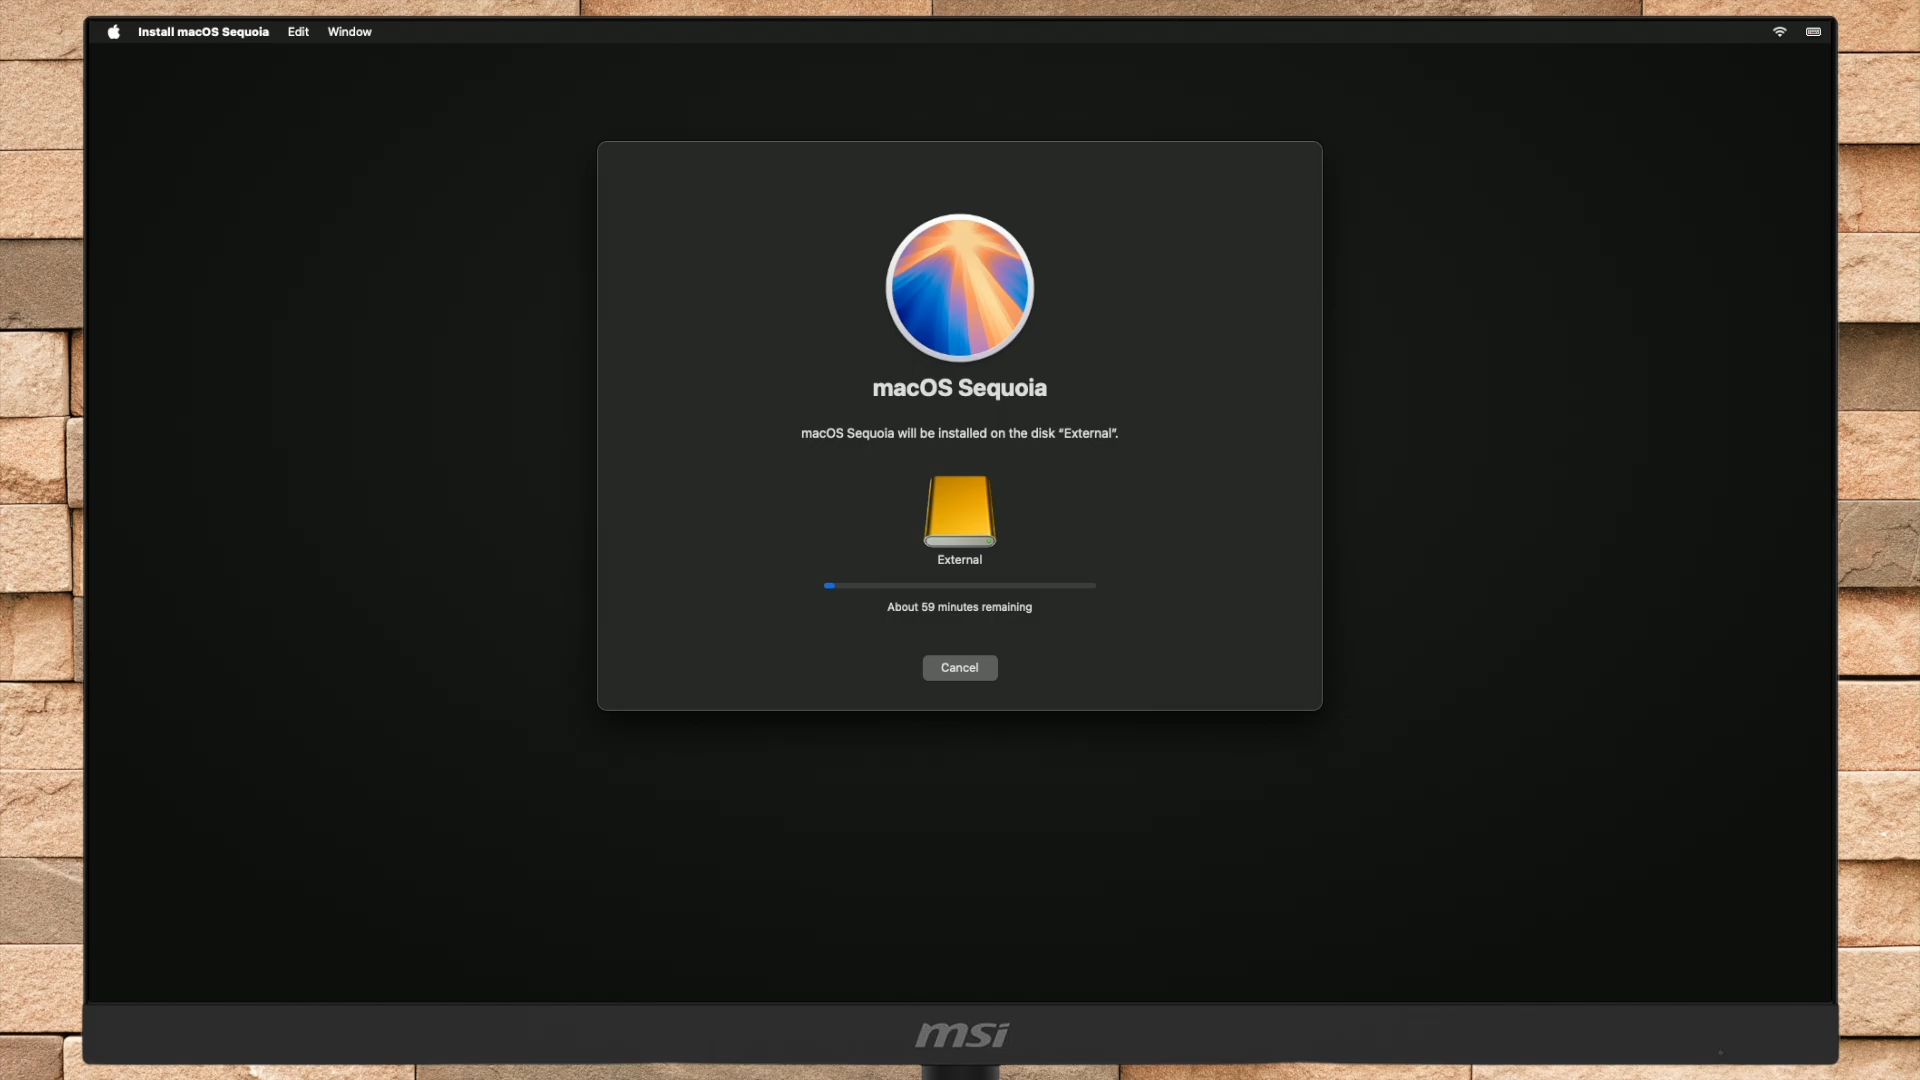 Install macOS Sequoia Edit Window
macOS Sequoia
macOS Sequoia will be installed on the disk “External”.
External
About 59 minutes remaining
Cancel
msi